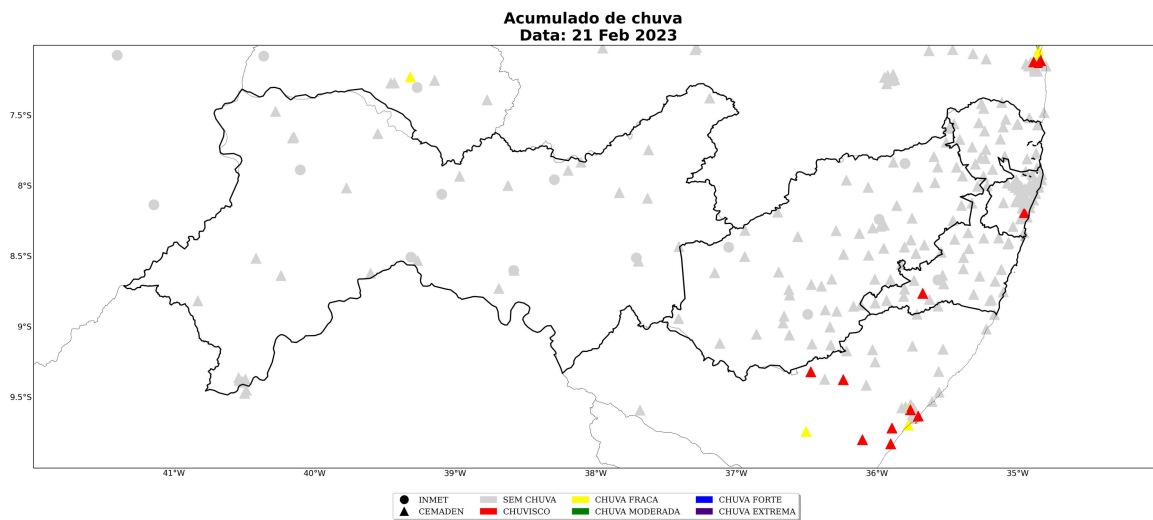 Acumulado de chuva
Data: 21 Feb 2023
7.5°S
8°S
8.5°S
9°S
9.5°S
41°W 40°W 39°W 38°W 37°W 36°W 35°W
INMET SEM CHUVA CHUVA FRACA CHUVA FORTE
CEMADEN CHUVISCO CHUVA MODERADA CHUVA EXTREMA